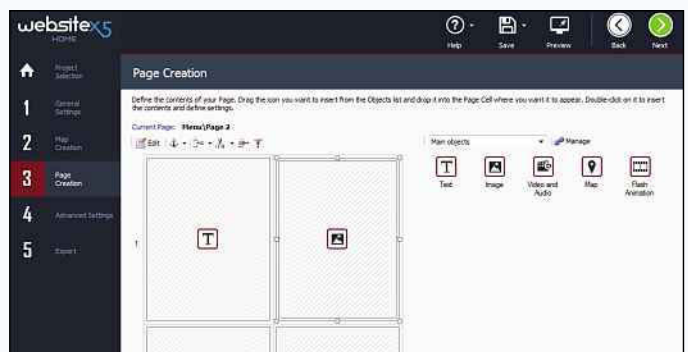 websitex5
HOME
Help
Save
Preview
Back
Next
Project
Selection
Page Creation
1
General
Settings
Define the contents of your Page. Drag the icon you want to insert from the Objects list and drop it into the Page Cell where you want it to appear. Double-click on it to insert
the contents and define settings.
2
Map
Creation
Current Page: Menu\Page 2
Edit
Main objects
Manage
3
Page
Creation
T
Text
Image
Video and
Audio
Map
Flash
Animation
4
Advanced Settings
5
Export
1
T